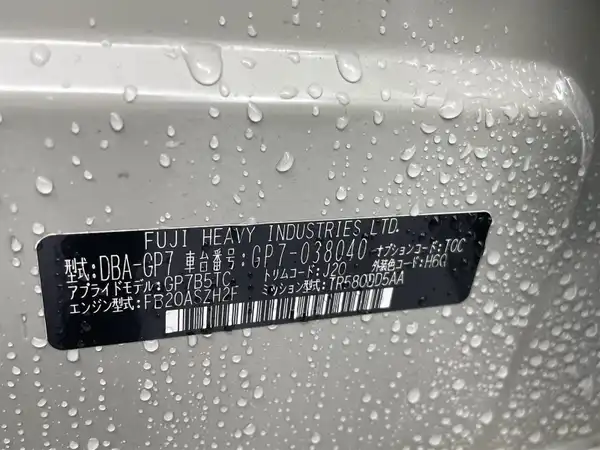 FUJI HEAVY INDUSTRIES LTD.
型式:DBA-GP7 車台番号:GP7-038040 オプションコード:TGC
アプライドモデル:GP7B5TC トリムコード:J20 外装色コード:H6Q
エンジン型式:FB20ASZH2F ミッション型式:TR580DD5AA